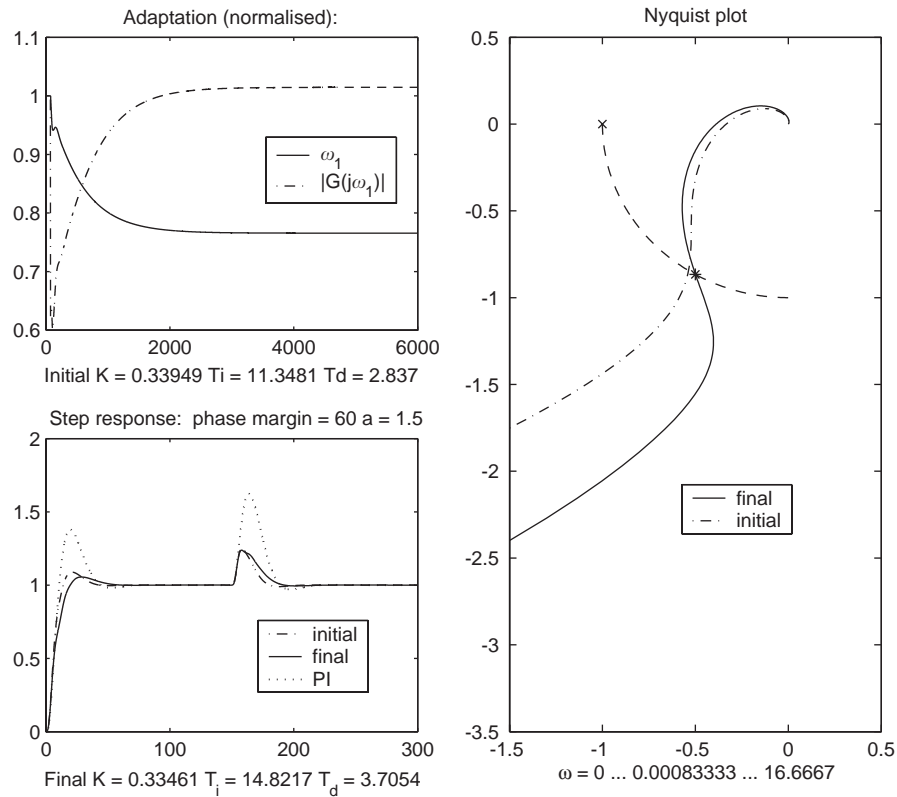 Adaptation (normalised):
1.1
1
0.9
0.8
0.7
0.6
ω1
|G(jω1)|
0 2000 4000 6000
Initial K = 0.33949 Ti = 11.3481 Td = 2.837
Step response: phase margin = 60 a = 1.5
2
1.5
1
0.5
0
initial
final
PI
0 100 200 300
Final K = 0.33461 Ti = 14.8217 Td = 3.7054
Nyquist plot
0.5
0
-0.5
-1
-1.5
-2
-2.5
-3
-3.5
final
initial
-1.5 -1 -0.5 0 0.5
ω = 0 ... 0.00083333 ... 16.6667